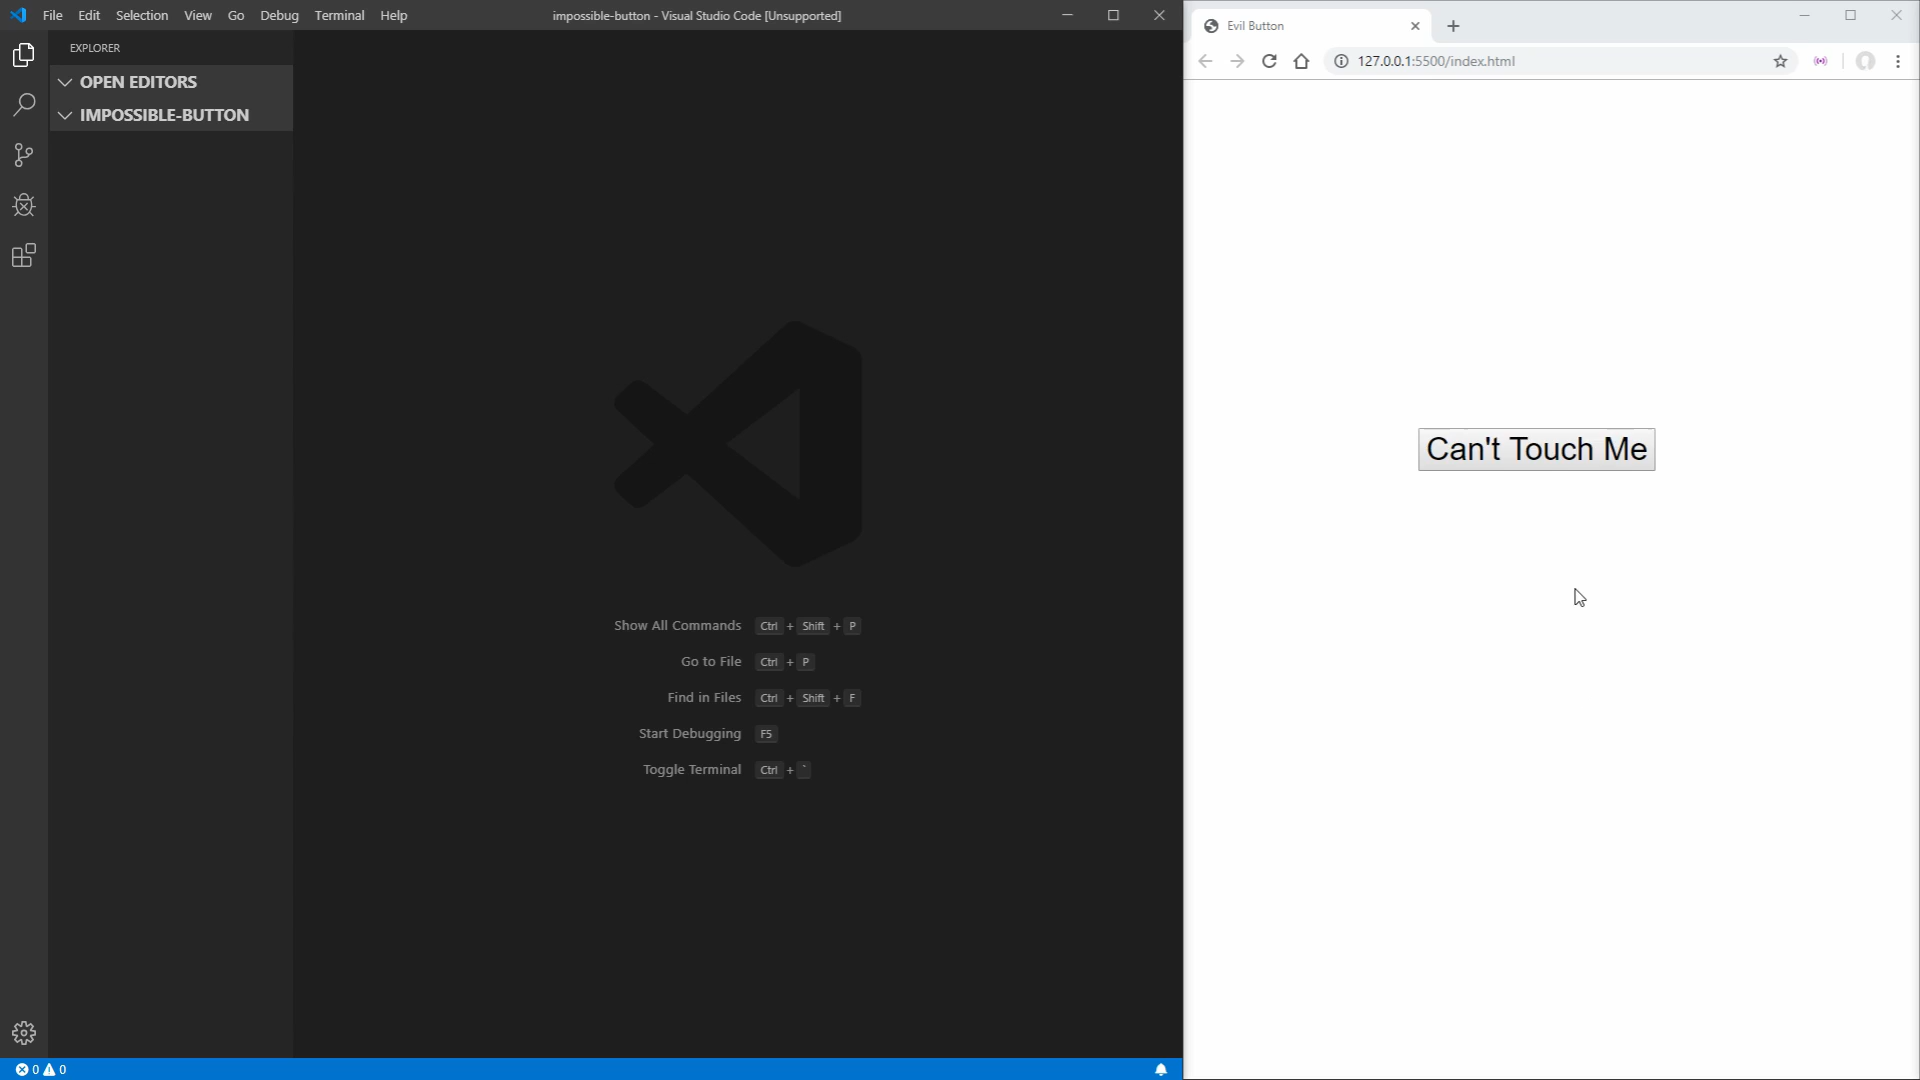 File Edit Selection View Go Debug Terminal Help
impossible-button - Visual Studio Code [Unsupported]
EXPLORER
OPEN EDITORS
IMPOSSIBLE-BUTTON
Show All Commands Ctrl + Shift + P
Go to File Ctrl + P
Find in Files Ctrl + Shift + F
Start Debugging F5
Toggle Terminal Ctrl + `
0 0
Evil Button
127.0.0.1:5500/index.html
Can't Touch Me